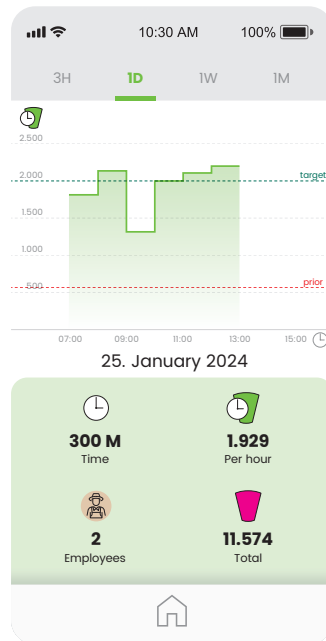 10:30 AM 100%
3H 1D 1W 1M
2.500
2.000 target
1.500
1.000
500 prior
07:00 09:00 11:00 13:00 15:00
25. January 2024
300 M 1.929
Time Per hour
2 11.574
Employees Total